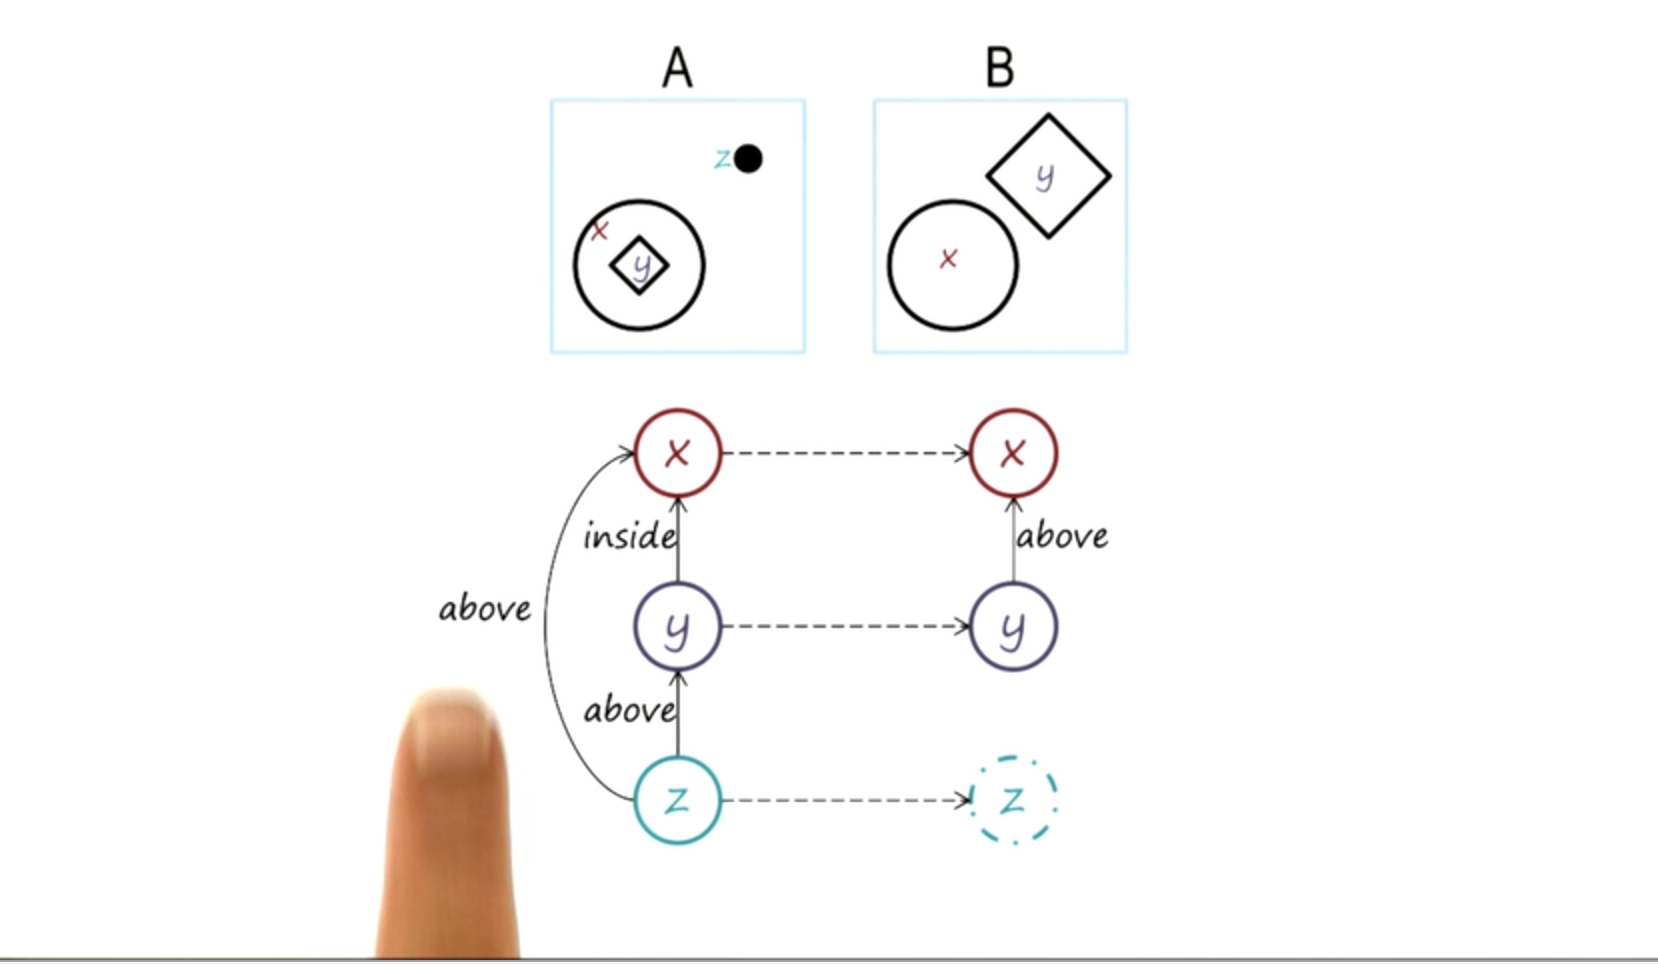 A B
z
y
x
x
y
x x
inside above
above
y y
above
z z